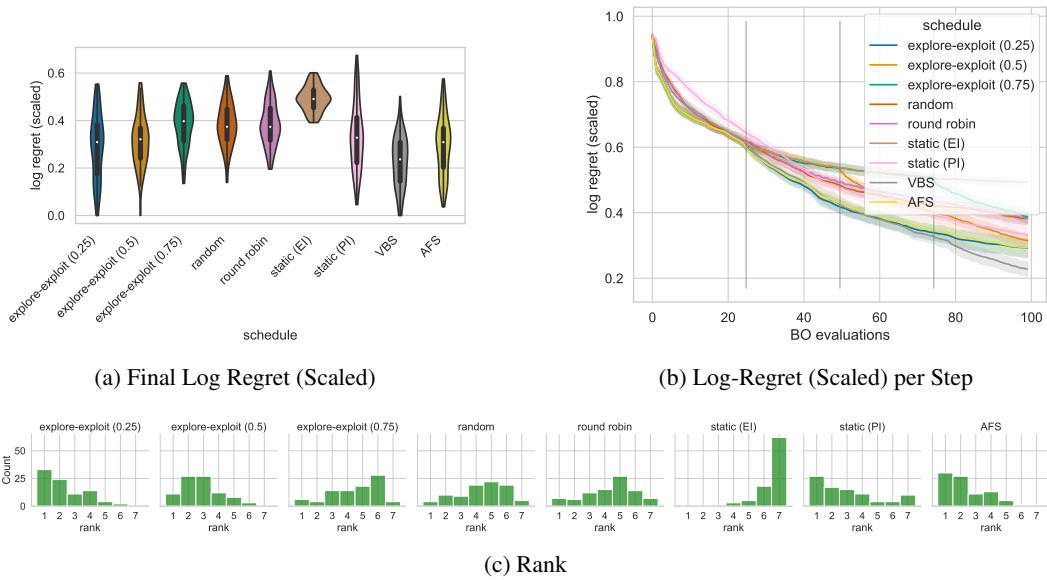 log regret (scaled)
0.6
0.4
0.2
0.0
explore-exploit (0.25)
explore-exploit (0.5)
explore-exploit (0.75)
random
round robin
static (EI)
static (PI)
VBS
AFS
schedule
(a) Final Log Regret (Scaled)
log regret (scaled)
1.0
0.8
0.6
0.4
0.2
0
20
40
60
80
100
BO evaluations
schedule
explore-exploit (0.25)
explore-exploit (0.5)
explore-exploit (0.75)
random
round robin
static (EI)
static (PI)
VBS
AFS
(b) Log-Regret (Scaled) per Step
explore-exploit (0.25)
explore-exploit (0.5)
explore-exploit (0.75)
random
round robin
static (EI)
static (PI)
AFS
Count
50
25
0
1 2 3 4 5 6 7
1 2 3 4 5 6 7
1 2 3 4 5 6 7
1 2 3 4 5 6 7
1 2 3 4 5 6 7
1 2 3 4 5 6 7
1 2 3 4 5 6 7
1 2 3 4 5 6 7
rank
rank
rank
rank
rank
rank
rank
rank
(c) Rank